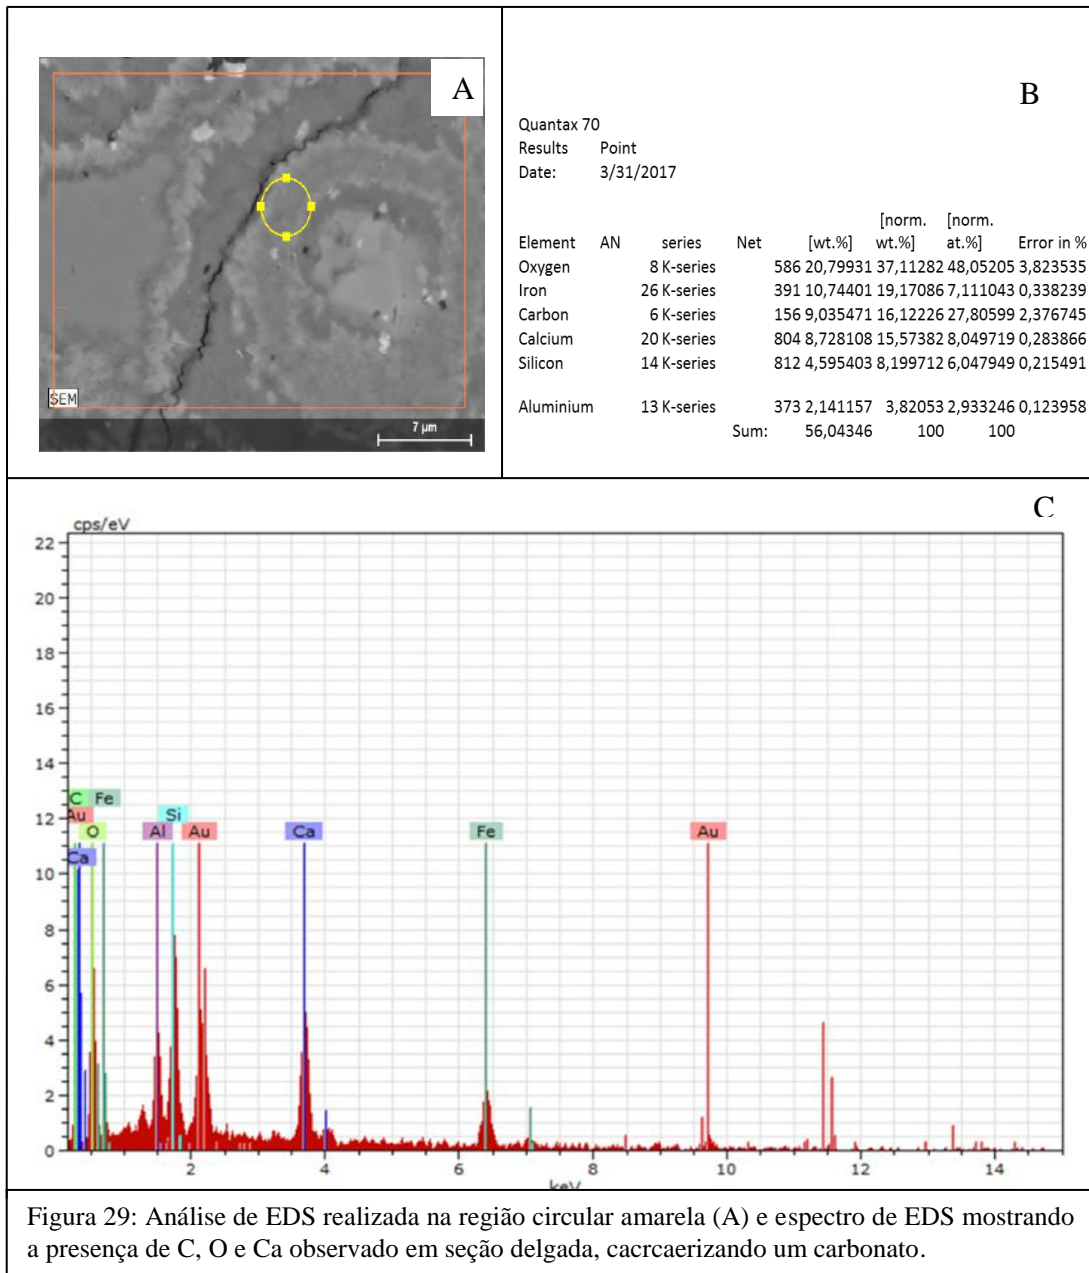 A
SEM
7 µm
B
Quantax 70
Results Point
Date: 3/31/2017
Element AN series Net [wt.%] [norm. wt.%] [norm. at.%] Error in %
Oxygen 8 K-series 586 20,79931 37,11282 48,05205 3,823535
Iron 26 K-series 391 10,74401 19,17086 7,111043 0,338239
Carbon 6 K-series 156 9,035471 16,12226 27,80599 2,376745
Calcium 20 K-series 804 8,728108 15,57382 8,049719 0,283866
Silicon 14 K-series 812 4,595403 8,199712 6,047949 0,215491
Aluminium 13 K-series 373 2,141157 3,82053 2,933246 0,123958
Sum: 56,04346 100 100
C
cps/eV
22
20
18
16
14
12
10
8
6
4
2
0
C Fe
Au Si
O Al Au Ca Fe Au
Ca
2 4 6 8 10 12 14
keV
Figura 29: Análise de EDS realizada na região circular amarela (A) e espectro de EDS mostrando
a presença de C, O e Ca observado em seção delgada, cacrcaerizando um carbonato.